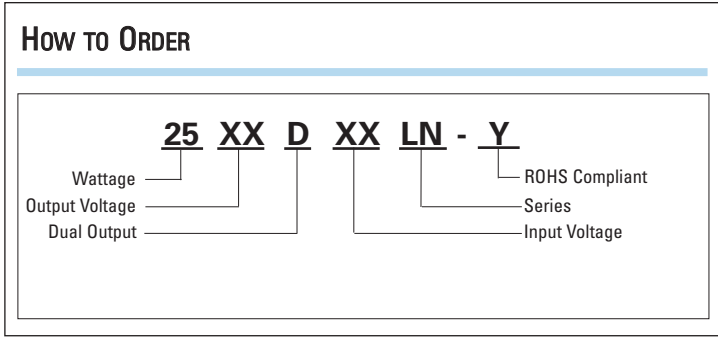 HOW TO ORDER
25 XX D XX LN - Y
Wattage
Output Voltage
Dual Output
ROHS Compliant
Series
Input Voltage